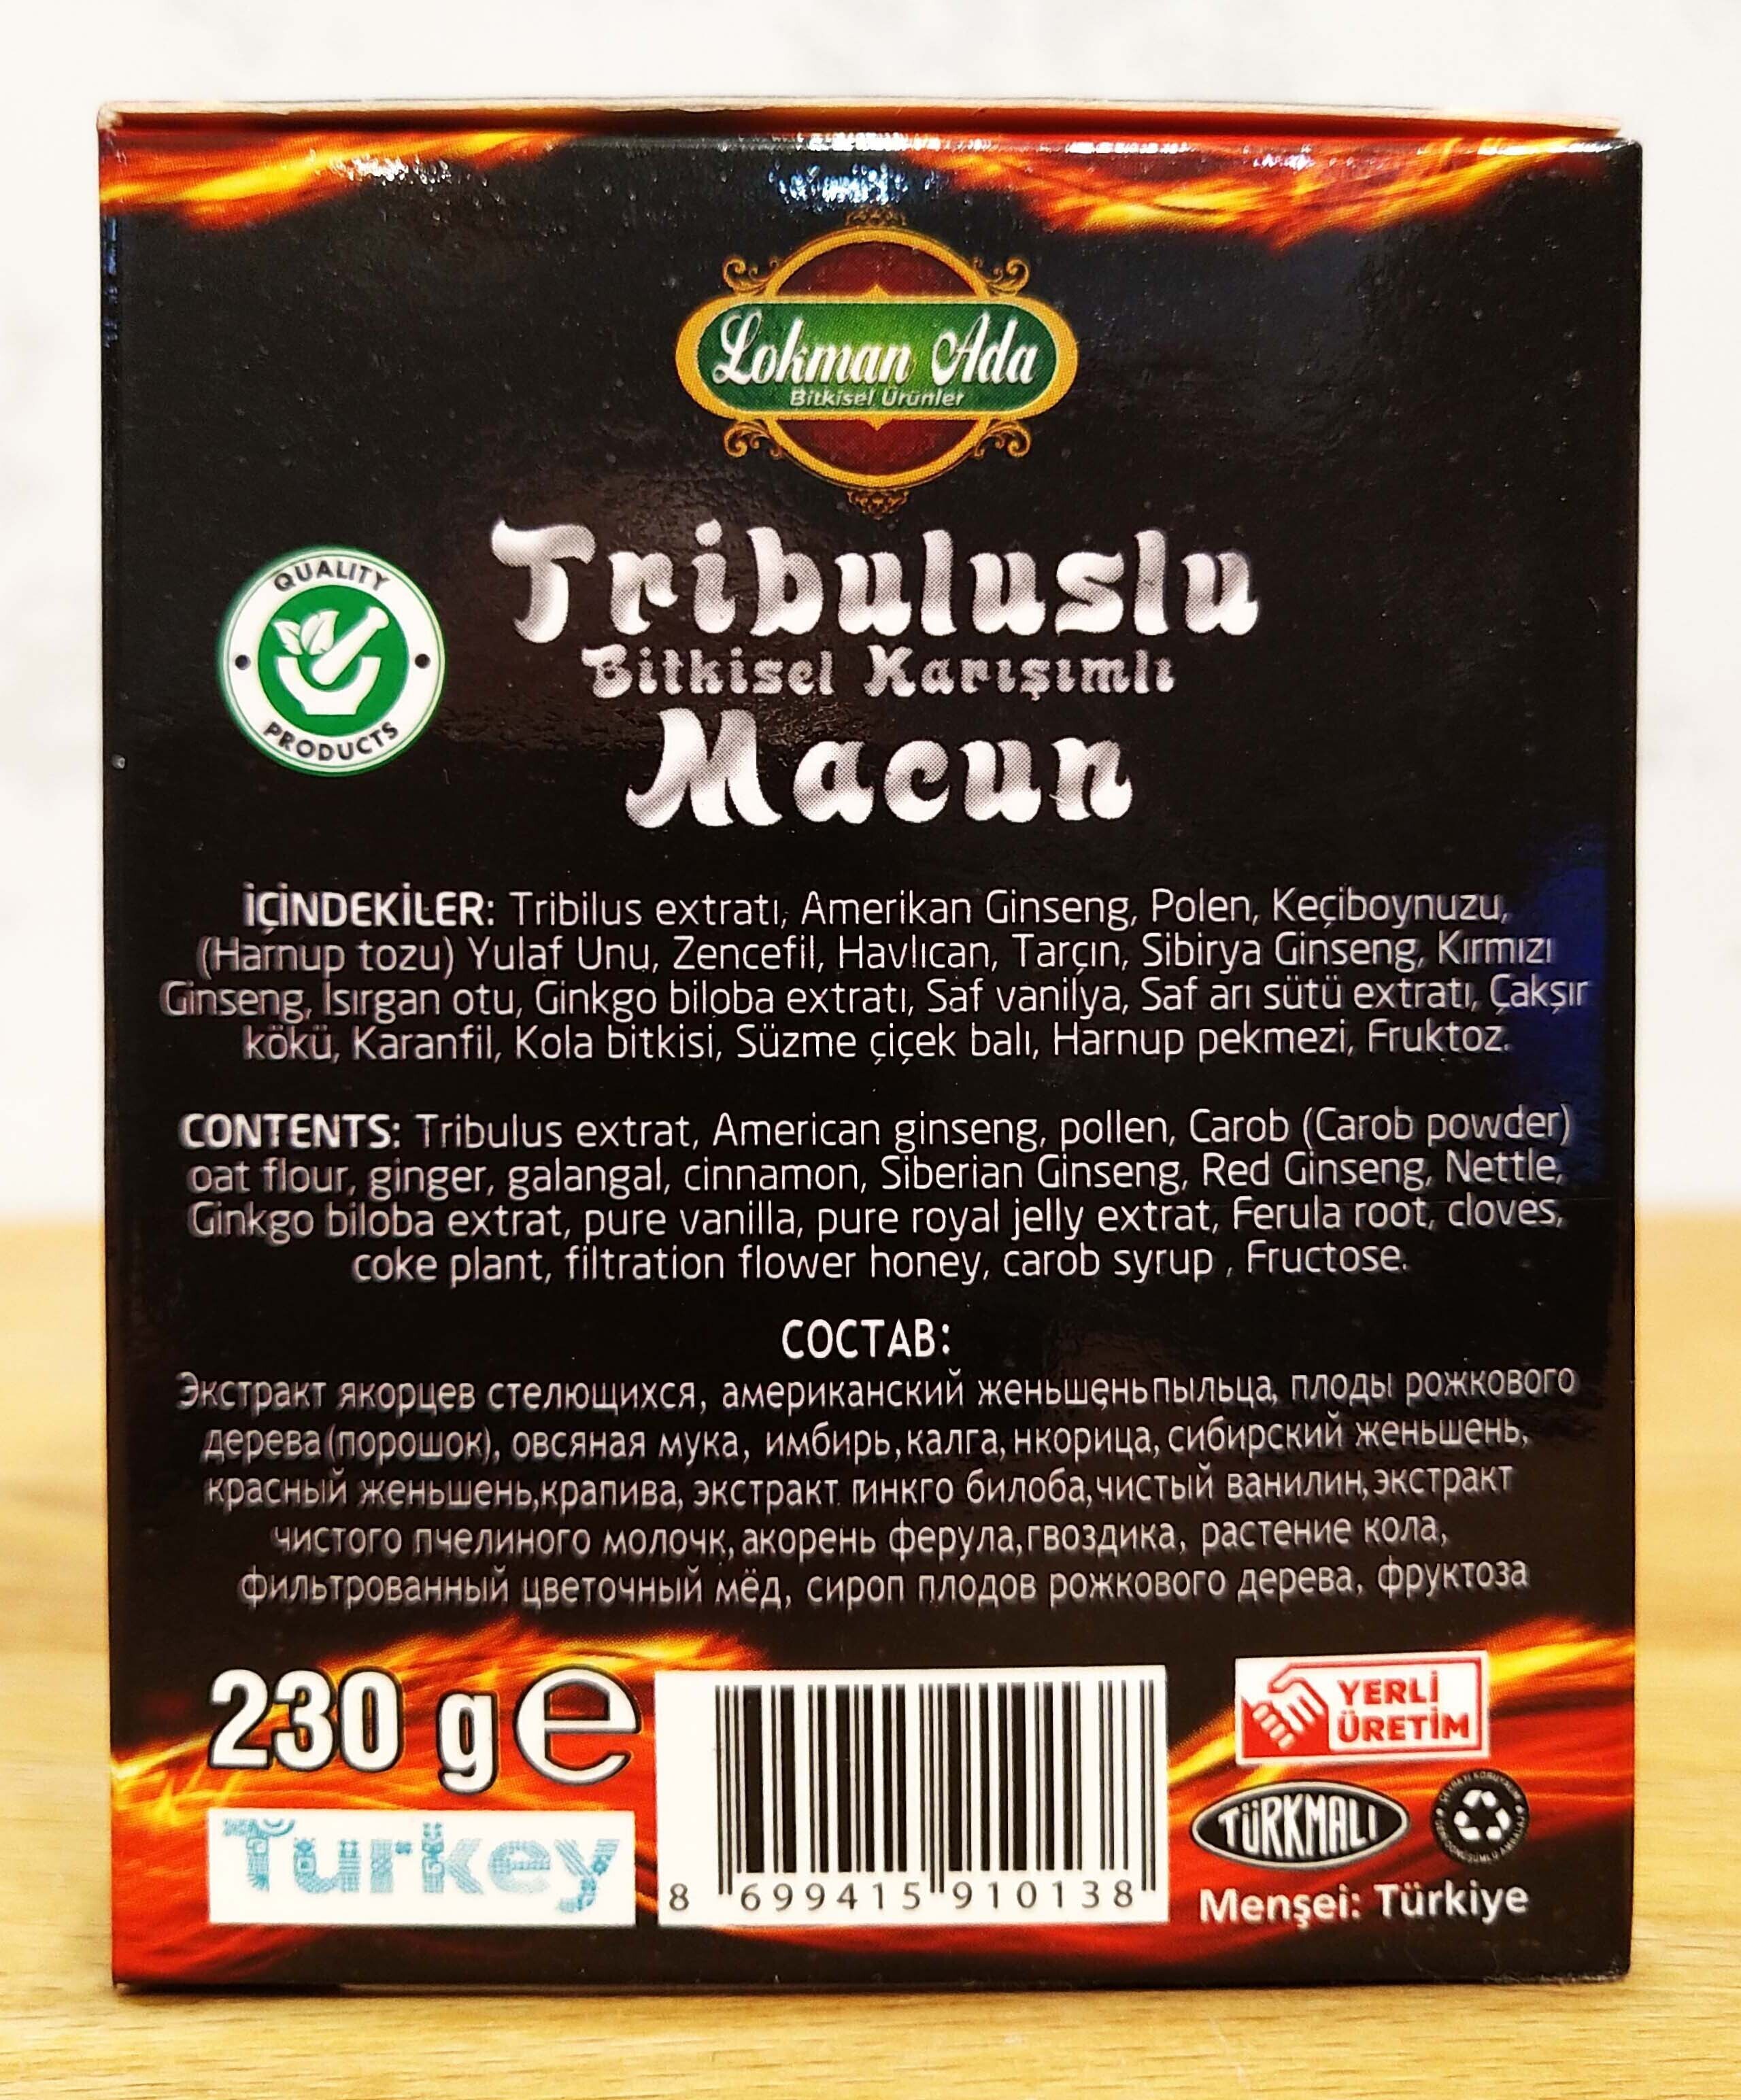 Lokman Ada
Bitkisel Ürünler
QUALITY
PRODUCTS
Tribuluslu
Bitkisel Karışımlı
Macun
İÇİNDEKİLER: Tribilus extratı, Amerikan Ginseng, Polen, Keçiboynuzu,
(Harnup tozu) Yulaf Unu, Zencefil, Havlıcan, Tarçın, Sibirya Ginseng, Kırmızı
Ginseng, Isırgan otu, Ginkgo biloba extratı, Saf vanilya, Saf arı sütü extratı, Çakşır
kökü, Karanfil, Kola bitkisi, Süzme çiçek balı, Harnup pekmezi, Fruktoz.
CONTENTS: Tribulus extrat, American ginseng, pollen, Carob (Carob powder)
oat flour, ginger, galangal, cinnamon, Siberian Ginseng, Red Ginseng, Nettle,
Ginkgo biloba extrat, pure vanilla, pure royal jelly extrat, Ferula root, cloves,
coke plant, filtration flower honey, carob syrup , Fructose.
СОСТАВ:
Экстракт якорцев стелющихся, американский женьшеньпыльца, плоды рожкового
дерева(порошок), овсяная мука, имбирь,калга,нкорица, сибирский женьшень,
красный женьшень,крапива, экстракт гинкго билоба,чистый ванилин,экстракт
чистого пчелиного молочк,акорень ферула,гвоздика, растение кола,
фильтрованный цветочный мёд, сироп плодов рожкового дерева, фруктоза
230 g e
YERLİ
ÜRETİM
Turkey
TÜRKMALI
8 699415 910138
Menşei: Türkiye